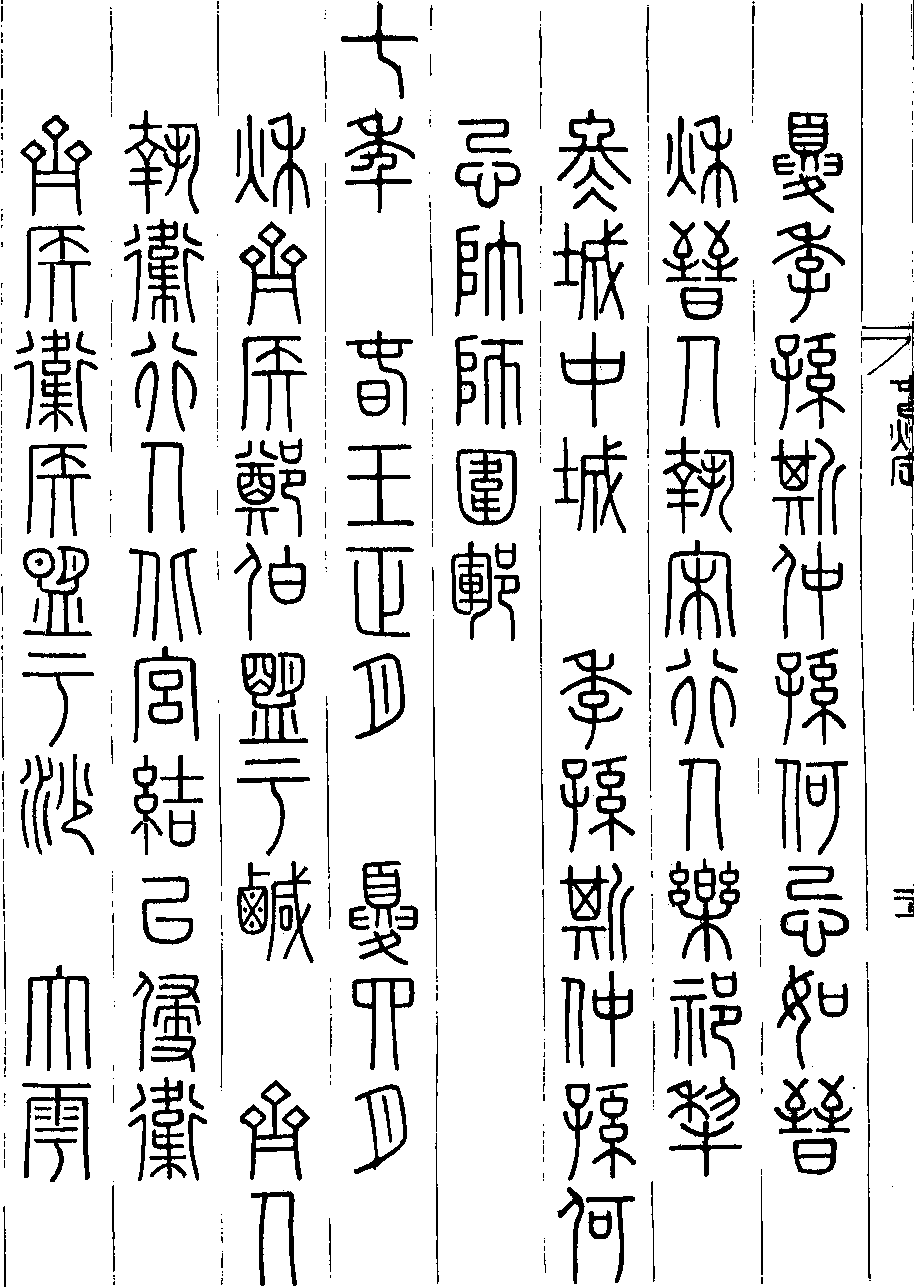 夏季孫斯仲孫何忌如晉
秋晉人執宋行人樂祁犂
冬城中城　季孫斯仲孫何
忌帥師圍鄆
七年　春王正月　夏四月
秋齊侯鄭伯盟于鹹　齊人
執衛行人北宮結以侵衛
齊侯衛侯盟于沙　大雩